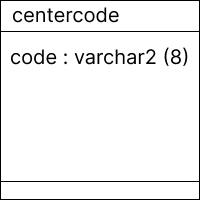 centercode
code : varchar2 (8)